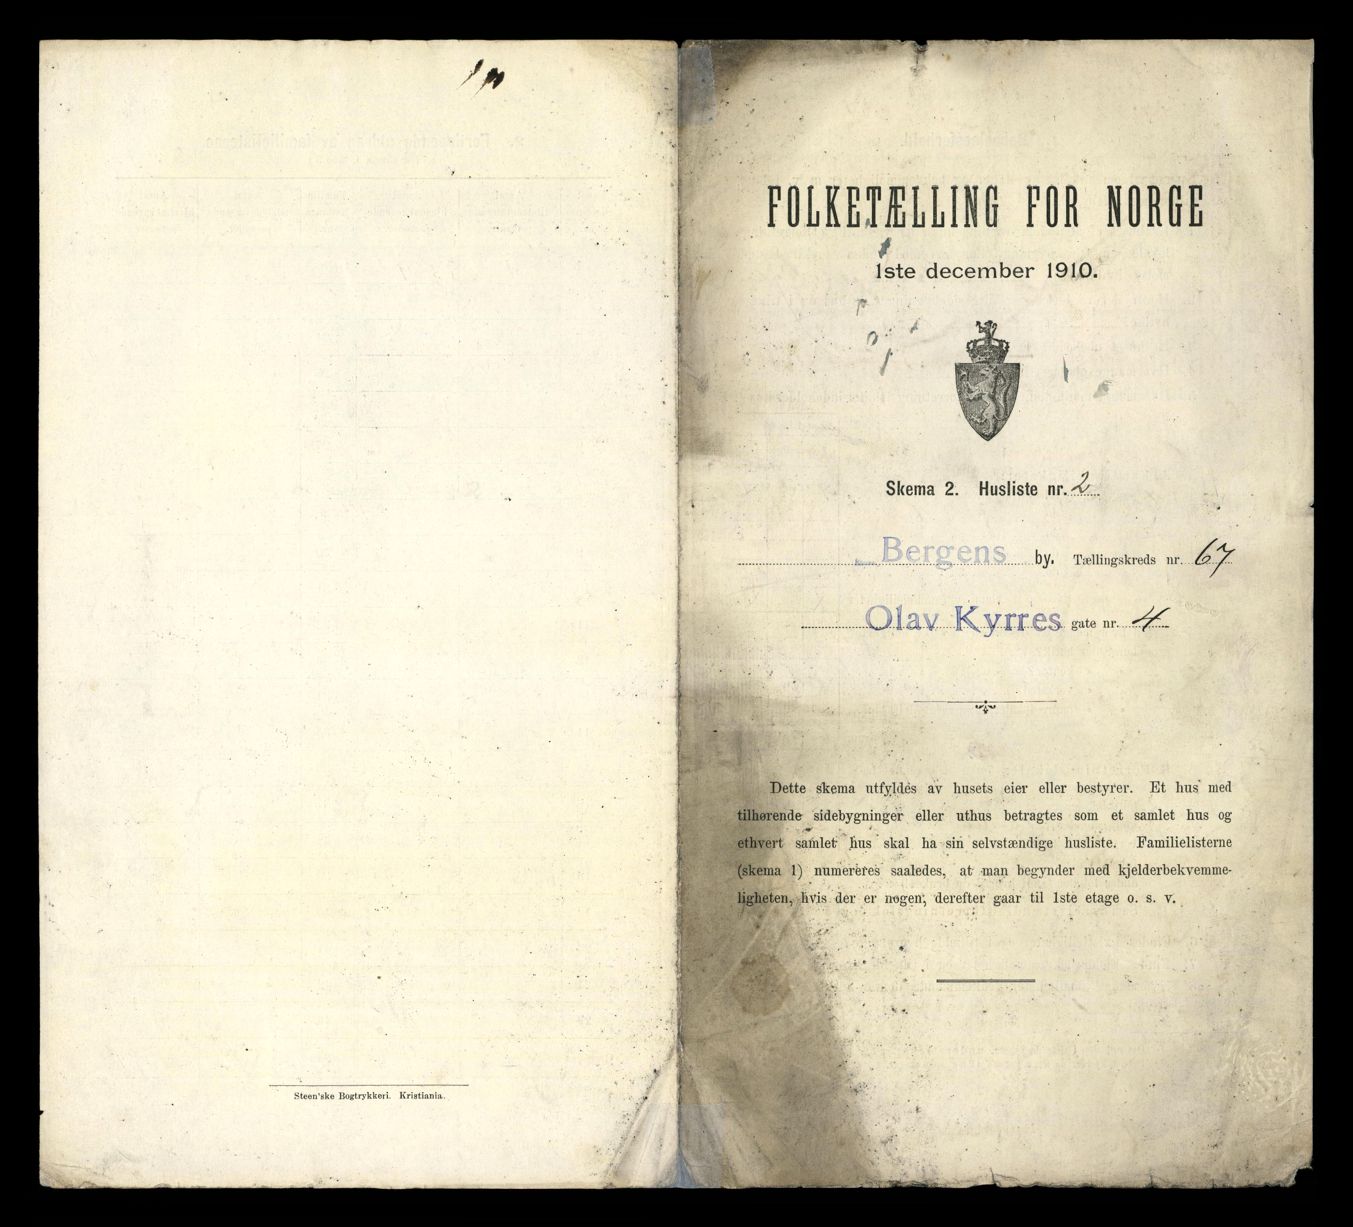 Steen'ske Bogtrykkeri. Kristiania.
FOLKETÆLLING FOR NORGE
1ste december 1910.
Skema 2. Husliste nr. 2
Bergens by. Tællingskreds nr. 67
Olav Kyrres gate nr. 4
Dette skema utfyldes av husets eier eller bestyrer. Et hus med
tilhørende sidebygninger eller uthus betragtes som et samlet hus og
ethvert samlet hus skal ha sin selvstændige husliste. Familielisterne
(skema 1) numereres saaledes, at man begynder med kjelderbekvemme-
ligheten, hvis der er nogen, derefter gaar til 1ste etage o. s. v.